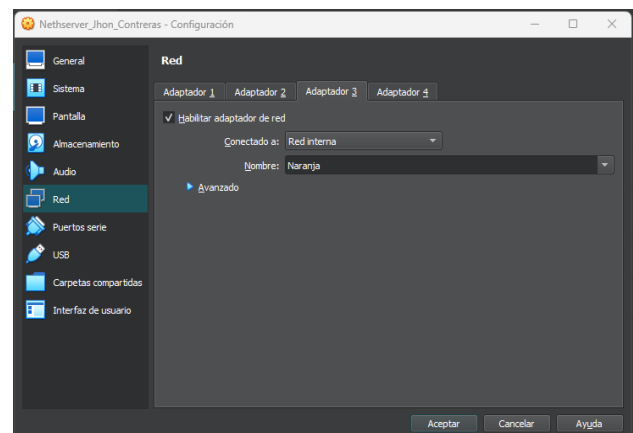 Nethserver_Jhon_Contreras - Configuración
General
Sistema
Pantalla
Almacenamiento
Audio
Red
Puertos serie
USB
Carpetas compartidas
Interfaz de usuario
Red
Adaptador 1 Adaptador 2 Adaptador 3 Adaptador 4
Habilitar adaptador de red
Conectado a: Red interna
Nombre: Naranja
Avanzado
Aceptar Cancelar Ayuda